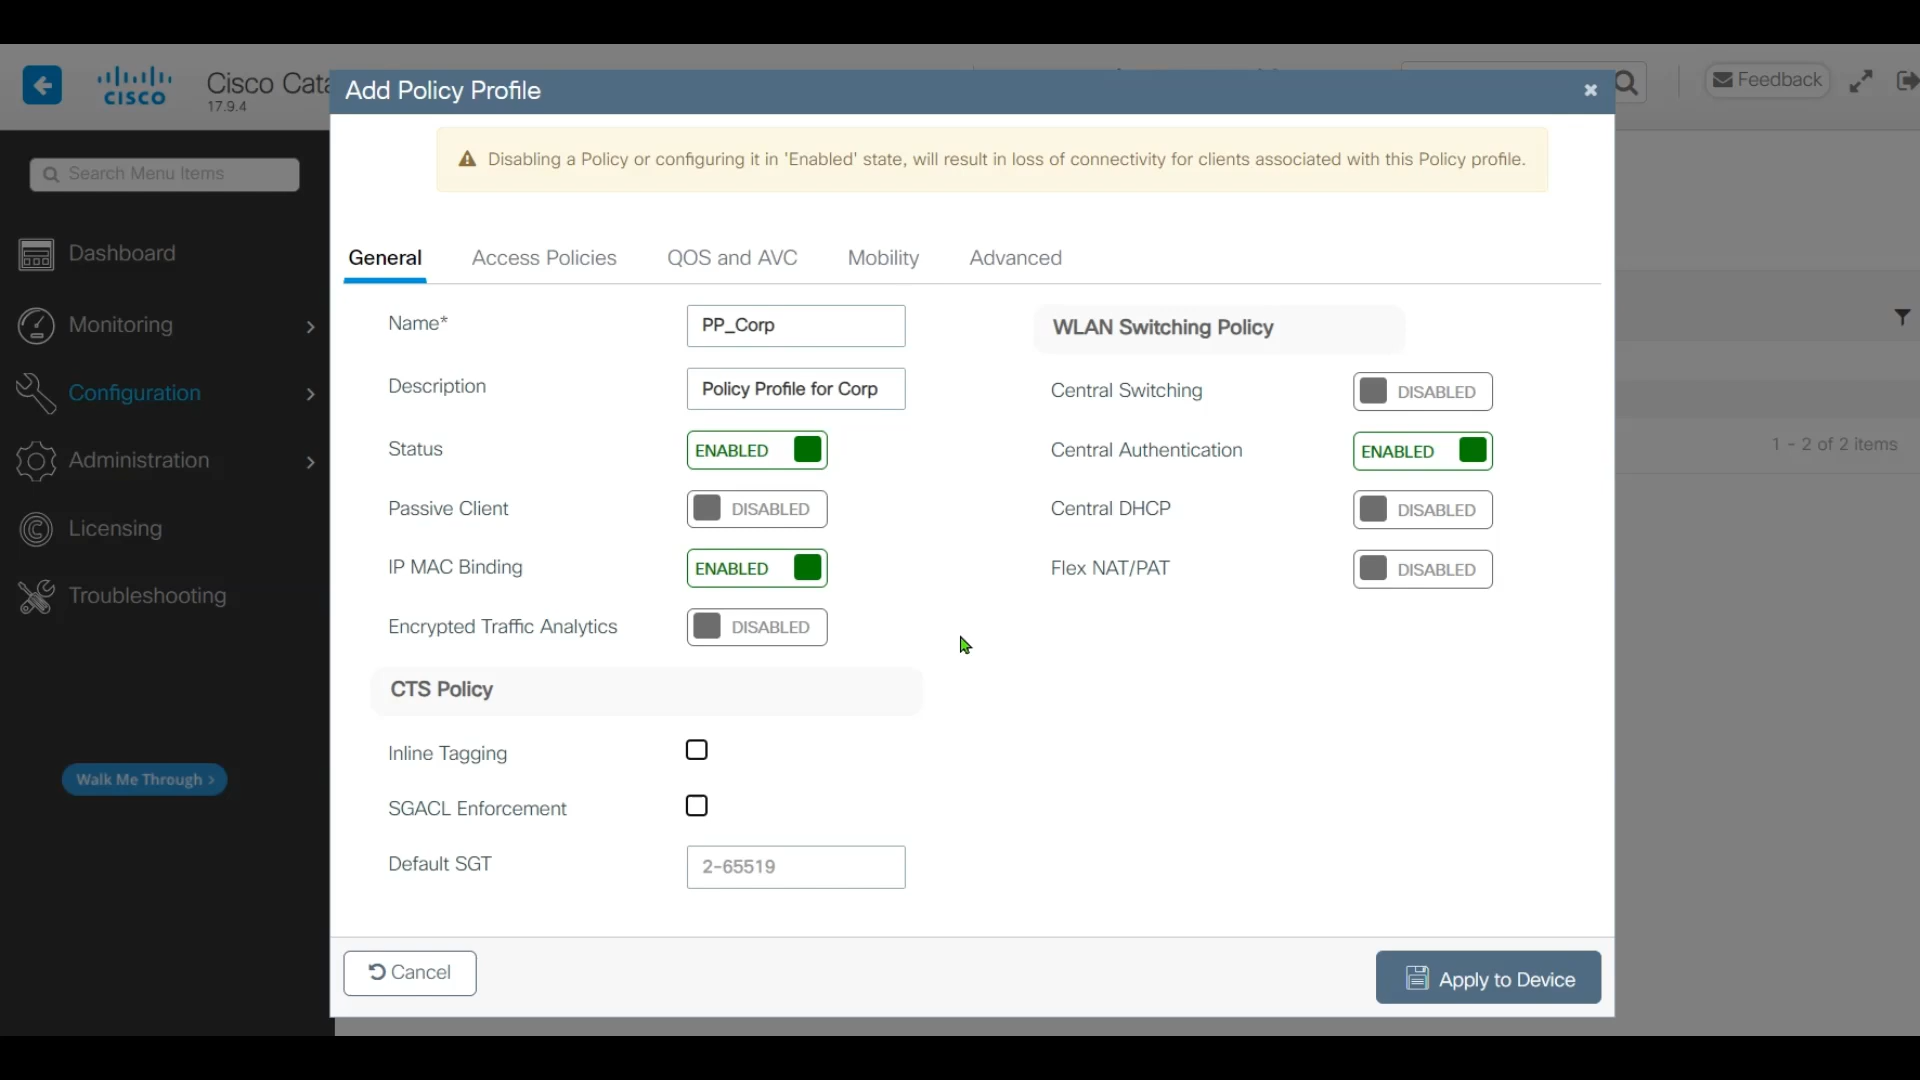 CISCO
Cisco Cata
17.9.4
Feedback
Search Menu Items
Dashboard
Monitoring
Configuration
Administration
Licensing
Troubleshooting
Walk Me Through >
Add Policy Profile
Disabling a Policy or configuring it in 'Enabled' state, will result in loss of connectivity for clients associated with this Policy profile.
General Access Policies QOS and AVC Mobility Advanced
Name* PP_Corp
Description Policy Profile for Corp
Status ENABLED
Passive Client DISABLED
IP MAC Binding ENABLED
Encrypted Traffic Analytics DISABLED
CTS Policy
Inline Tagging
SGACL Enforcement
Default SGT 2-65519
WLAN Switching Policy
Central Switching DISABLED
Central Authentication ENABLED
Central DHCP DISABLED
Flex NAT/PAT DISABLED
1 - 2 of 2 items
Cancel
Apply to Device